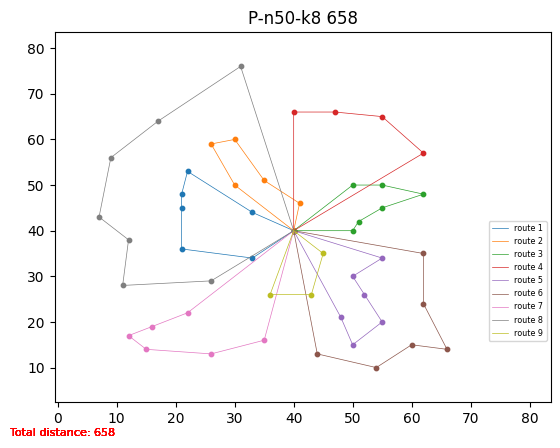 P-n50-k8 658
80
70
60
50
40
30
20
10
0 10 20 30 40 50 60 70 80
route 1
route 2
route 3
route 4
route 5
route 6
route 7
route 8
route 9
Total distance: 658